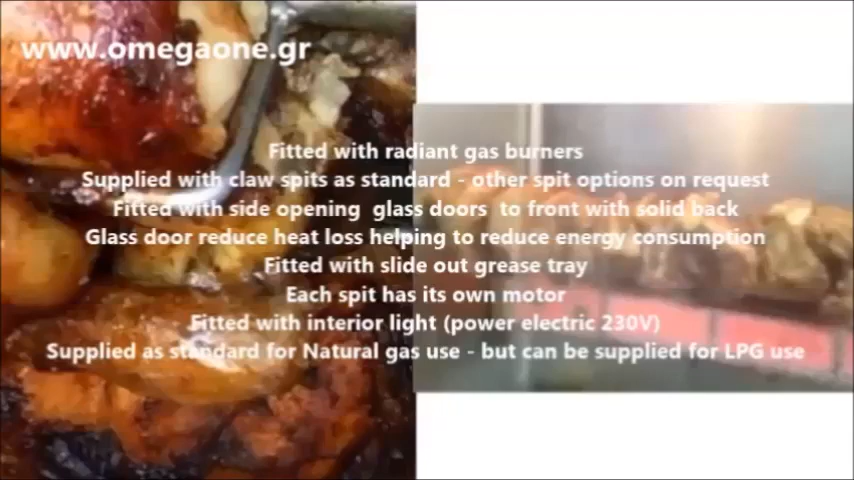 www.omegaone.gr
Fitted with radiant gas burners
Supplied with claw spits as standard - other spit options on request
Fitted with side opening glass doors to front with solid back
Glass door reduce heat loss helping to reduce energy consumption
Fitted with slide out grease tray
Each spit has its own motor
Fitted with interior light (power electric 230V)
Supplied as standard for Natural gas use - but can be supplied for LPG use